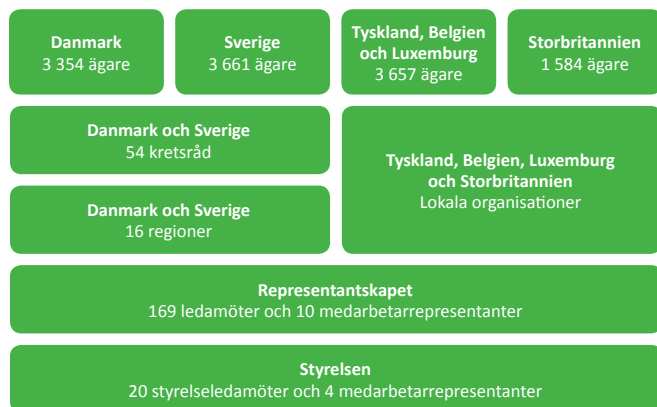 Danmark
3 354 ägare
Sverige
3 661 ägare
Tyskland, Belgien
och Luxemburg
3 657 ägare
Storbritannien
1 584 ägare
Danmark och Sverige
54 kretsråd
Danmark och Sverige
16 regioner
Tyskland, Belgien, Luxemburg
och Storbritannien
Lokala organisationer
Representantskapet
169 ledamöter och 10 medarbetarrepresentanter
Styrelsen
20 styrelseledamöter och 4 medarbetarrepresentanter